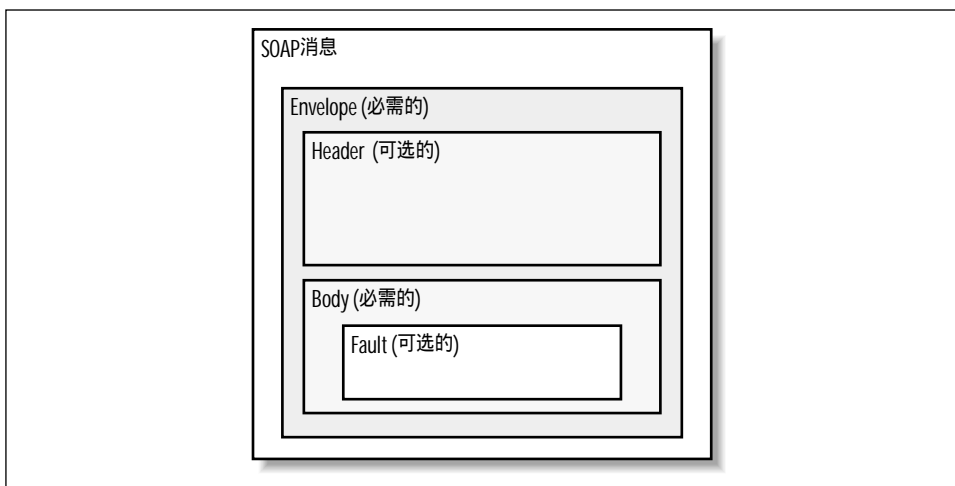 SOAP消息
Envelope (必需的)
Header (可选的)
Body (必需的)
Fault (可选的)